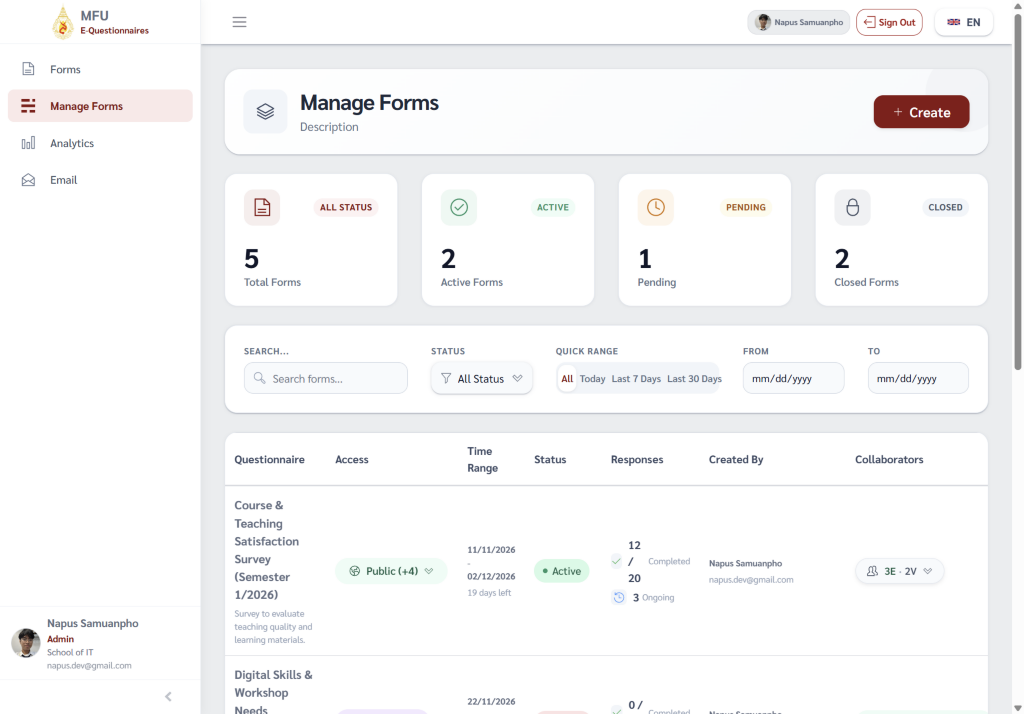 MFU
E-Questionnaires
Napus Samuanpho
Sign Out
EN
Forms
Manage Forms
Analytics
Email
Manage Forms
Description
+ Create
ALL STATUS
5
Total Forms
ACTIVE
2
Active Forms
PENDING
1
Pending
CLOSED
2
Closed Forms
SEARCH...
Search forms...
STATUS
All Status
QUICK RANGE
All Today Last 7 Days Last 30 Days
FROM
mm/dd/yyyy
TO
mm/dd/yyyy
Questionnaire
Access
Time
Range
Status
Responses
Created By
Collaborators
Course &
Teaching
Satisfaction
Survey
(Semester
1/2026)
Survey to evaluate
teaching quality and
learning materials.
Public (+4)
11/11/2026
-
02/12/2026
19 days left
Active
12
/
20
Completed
3 Ongoing
Napus Samuanpho
napus.dev@gmail.com
3E · 2V
Digital Skills &
Workshop
Needs
22/11/2026
0 /
Completed
Napus Samuanpho
Napus Samuanpho
Admin
School of IT
napus.dev@gmail.com